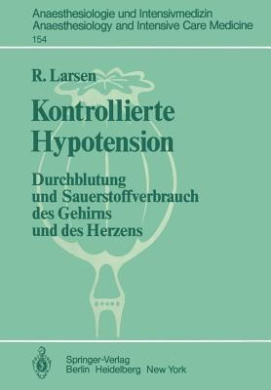 Anaesthesiologie und Intensivmedizin
Anaesthesiology and Intensive Care Medicine
154
R. Larsen
Kontrollierte
Hypotension
Durchblutung
und Sauerstoffverbrauch
des Gehirns
und des Herzens
Springer-Verlag
Berlin Heidelberg New York